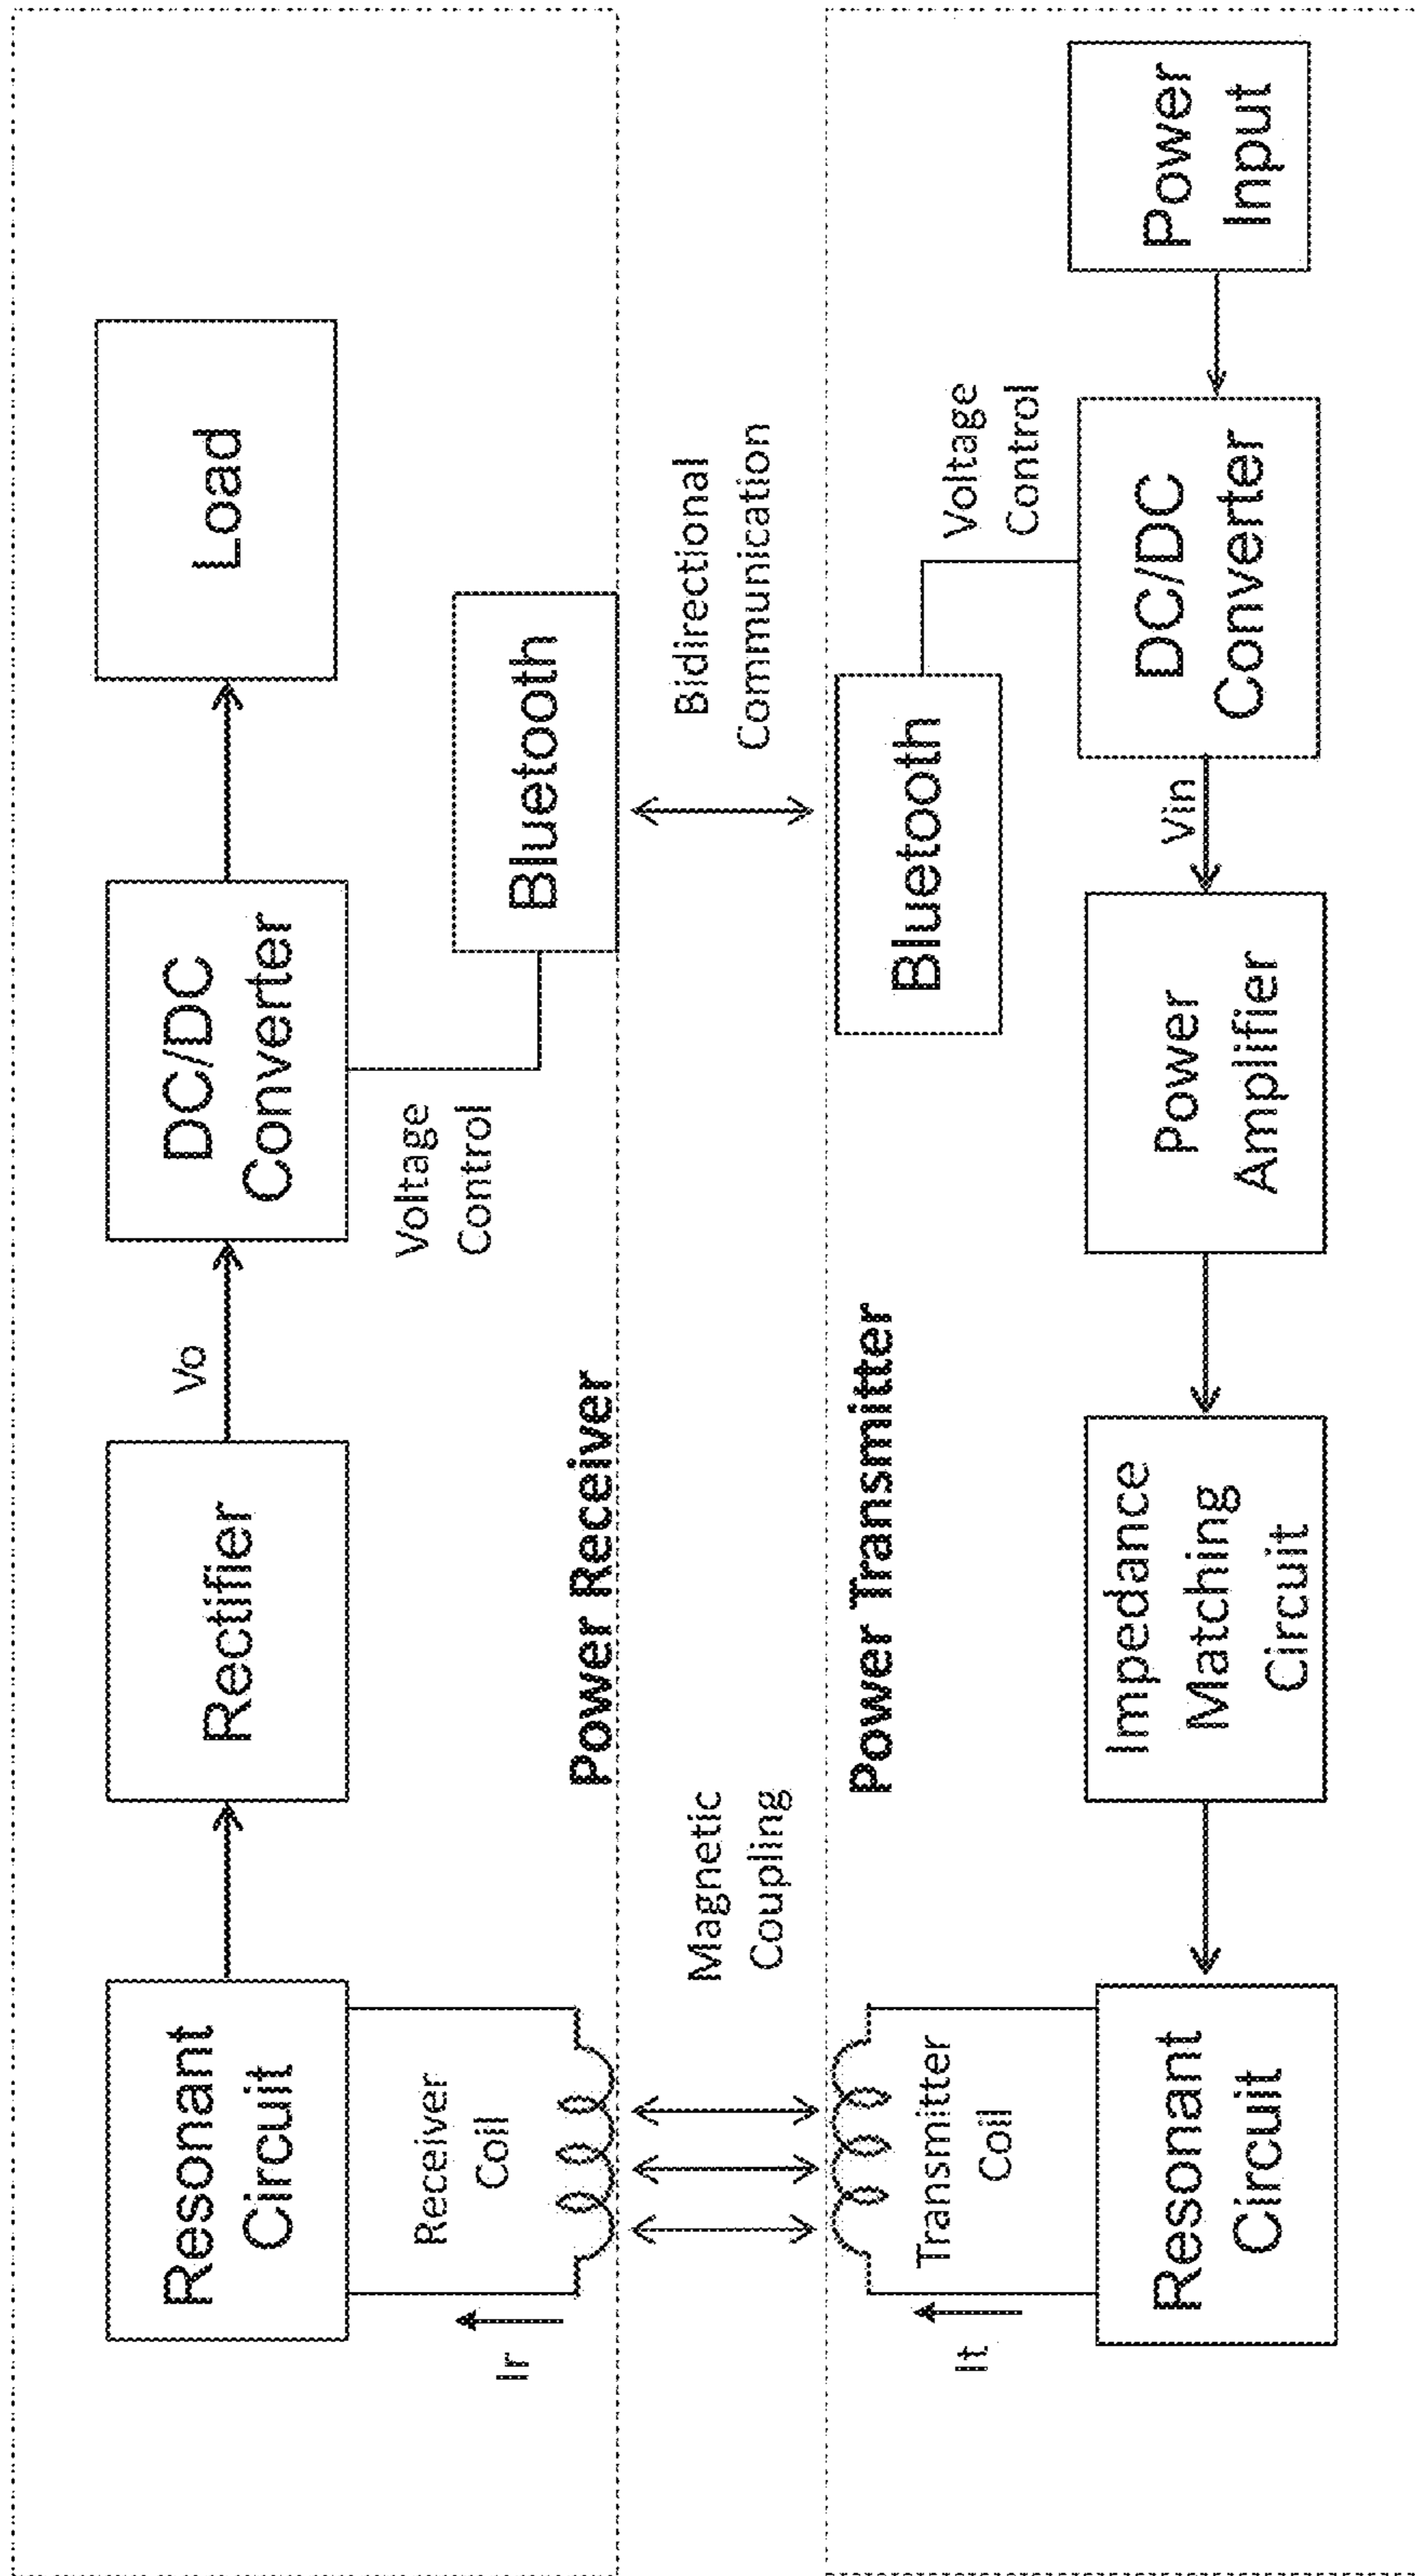 Resonant
Circuit
Rectifier
Vo
DC/DC
Converter
Load
Ir
Receiver
Coil
Voltage
Control
Bluetooth
Power Receiver
Magnetic
Coupling
Bidirectional
Communication
Power Transmitter
It
Transmitter
Coil
Bluetooth
Voltage
Control
Resonant
Circuit
Impedance
Matching
Circuit
Power
Amplifier
Vin
DC/DC
Converter
Power
Input